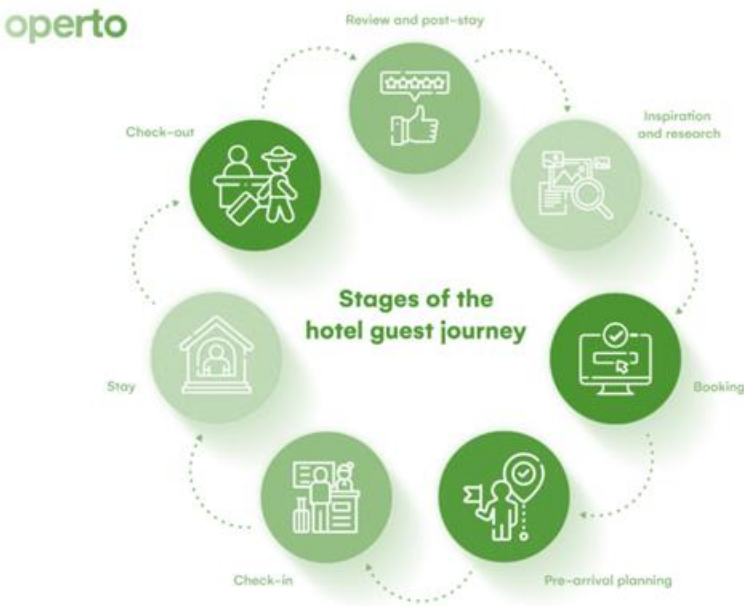 operto
Review and post-stay
Inspiration
and research
Check-out
Stages of the
hotel guest journey
Stay
Booking
Check-in
Pre-arrival planning